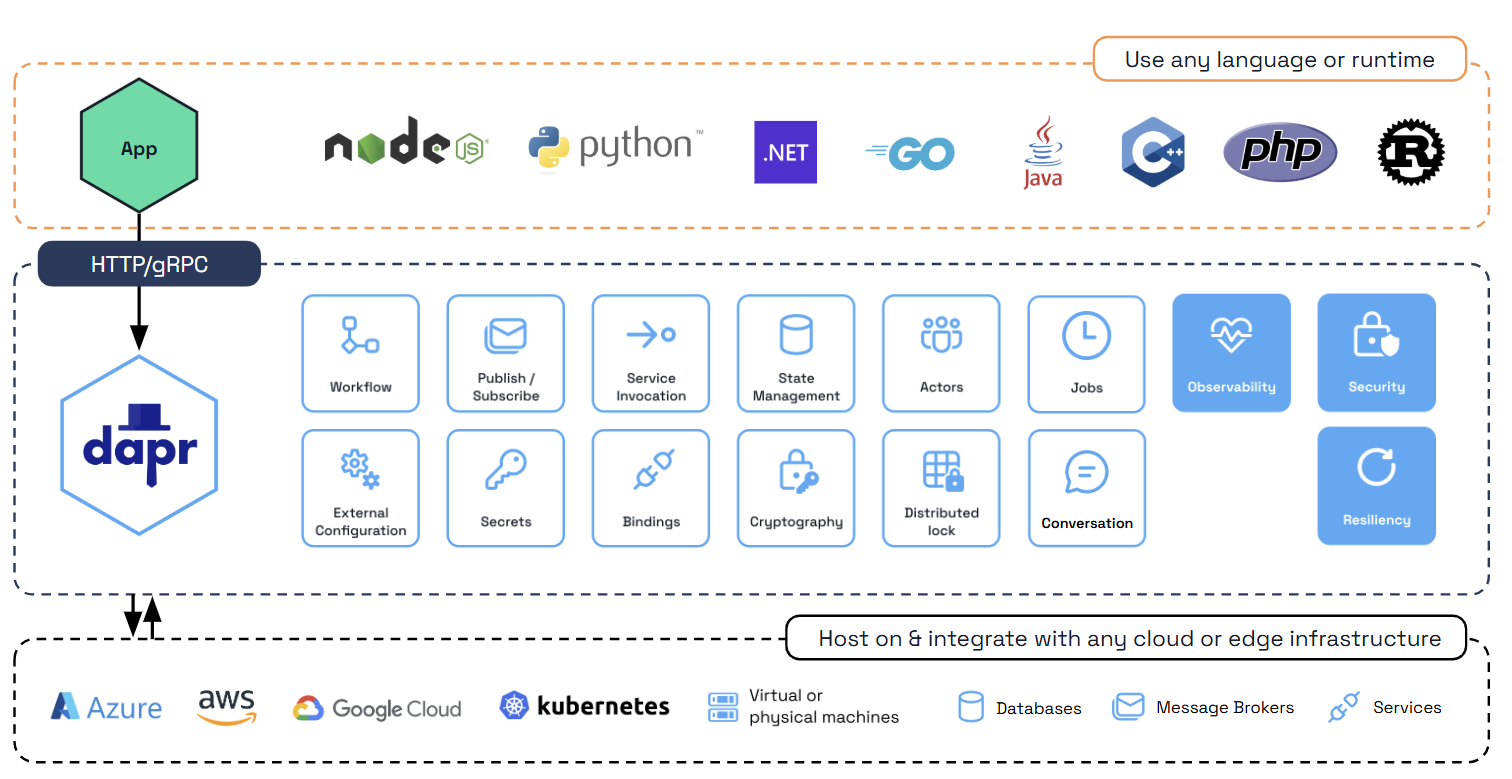 Use any language or runtime
App
node JS ®
python ™
.NET
GO
Java
C++
php
R
HTTP/gRPC
dapr
Workflow
Publish /
Subscribe
Service
Invocation
State
Management
Actors
Jobs
Observability
Security
External
Configuration
Secrets
Bindings
Cryptography
Distributed
lock
Conversation
Resiliency
Host on & integrate with any cloud or edge infrastructure
Azure
aws
Google Cloud
kubernetes
Virtual or
physical machines
Databases
Message Brokers
Services